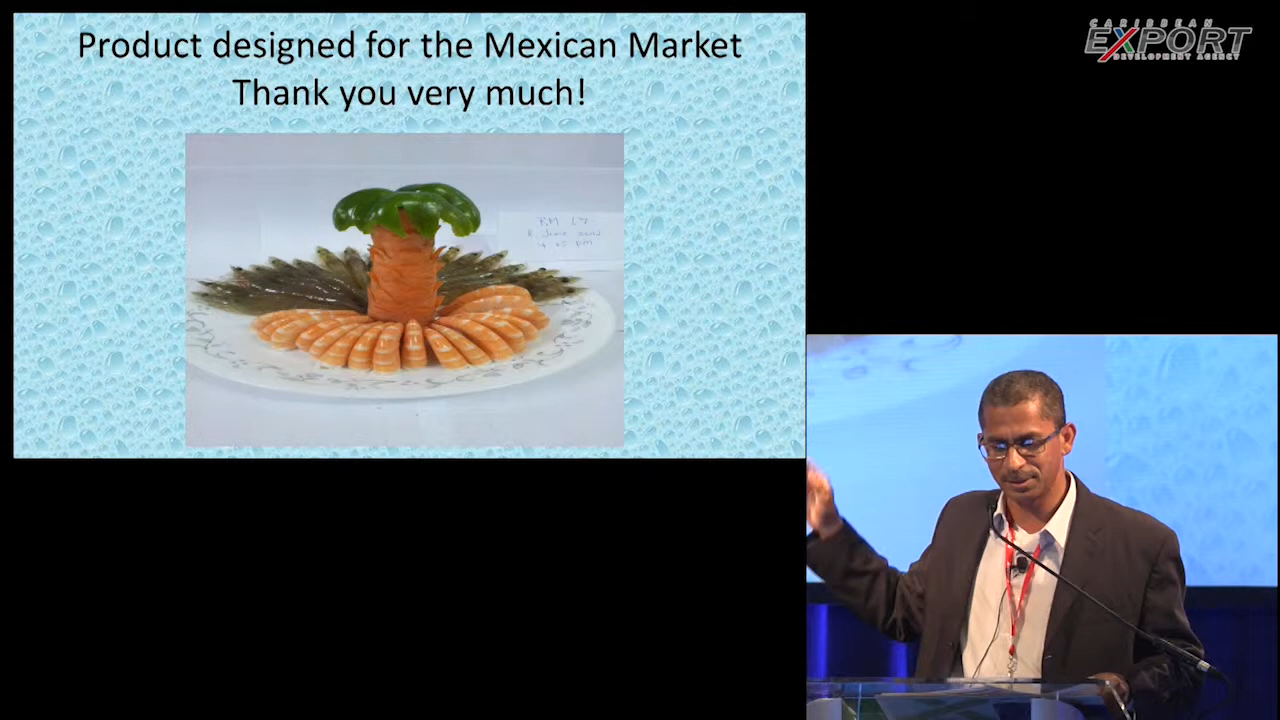 Product designed for the Mexican Market
Thank you very much!
CARIBBEAN
EXPORT
DEVELOPMENT AGENCY